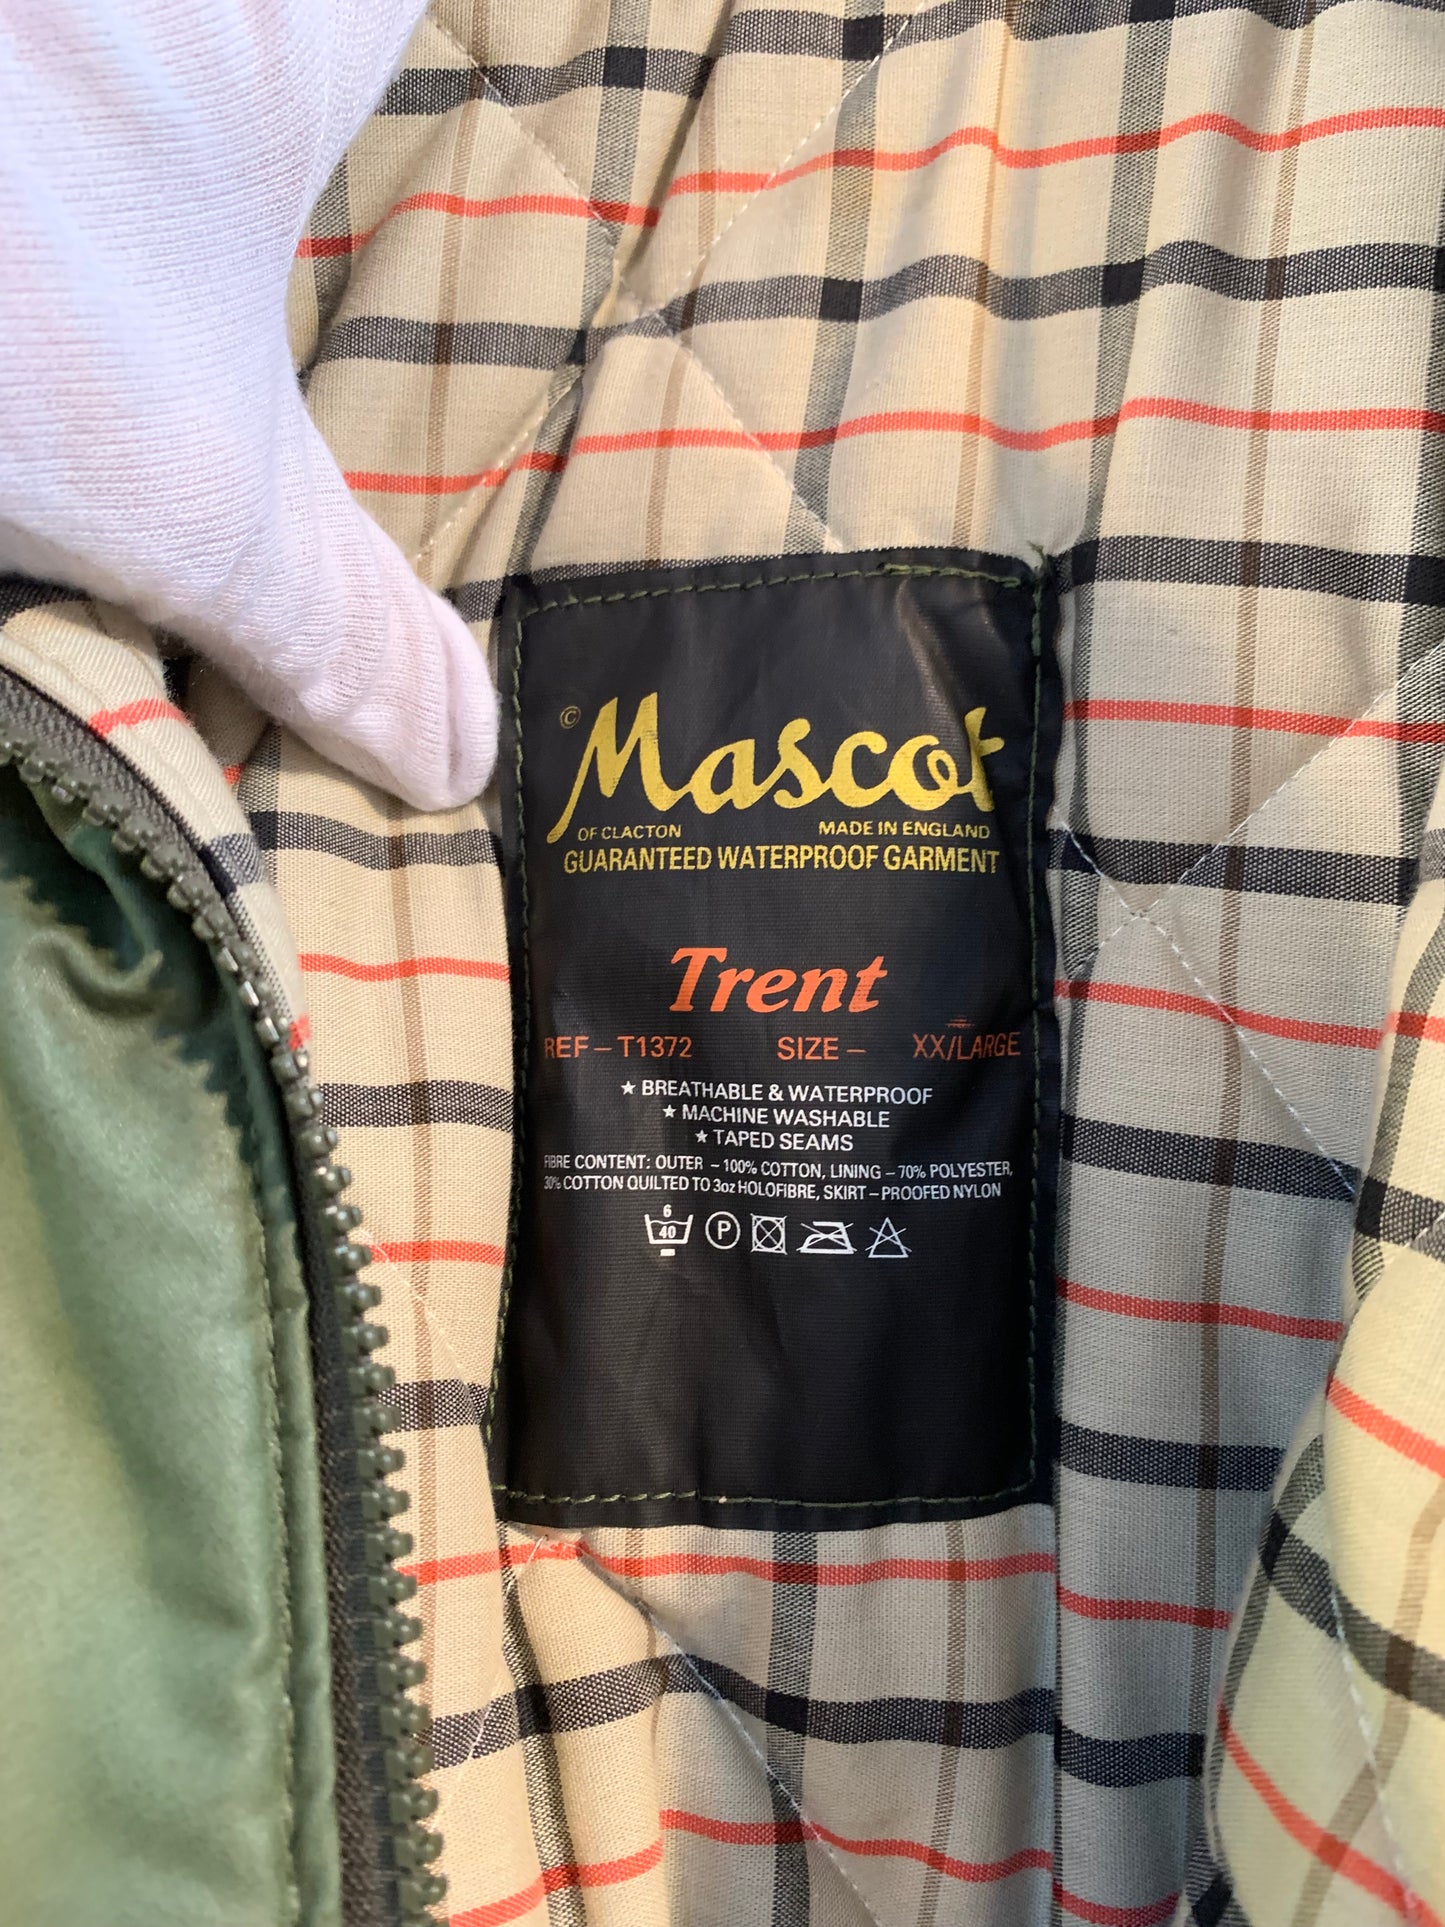 © Mascot
OF CLACTON MADE IN ENGLAND
GUARANTEED WATERPROOF GARMENT
Trent
REF – T1372 SIZE – XX/LARGE
★ BREATHABLE & WATERPROOF
★ MACHINE WASHABLE
★ TAPED SEAMS
FIBRE CONTENT: OUTER – 100% COTTON, LINING – 70% POLYESTER,
30% COTTON QUILTED TO 3oz HOLOFIBRE, SKIRT – PROOFED NYLON
6
40 P